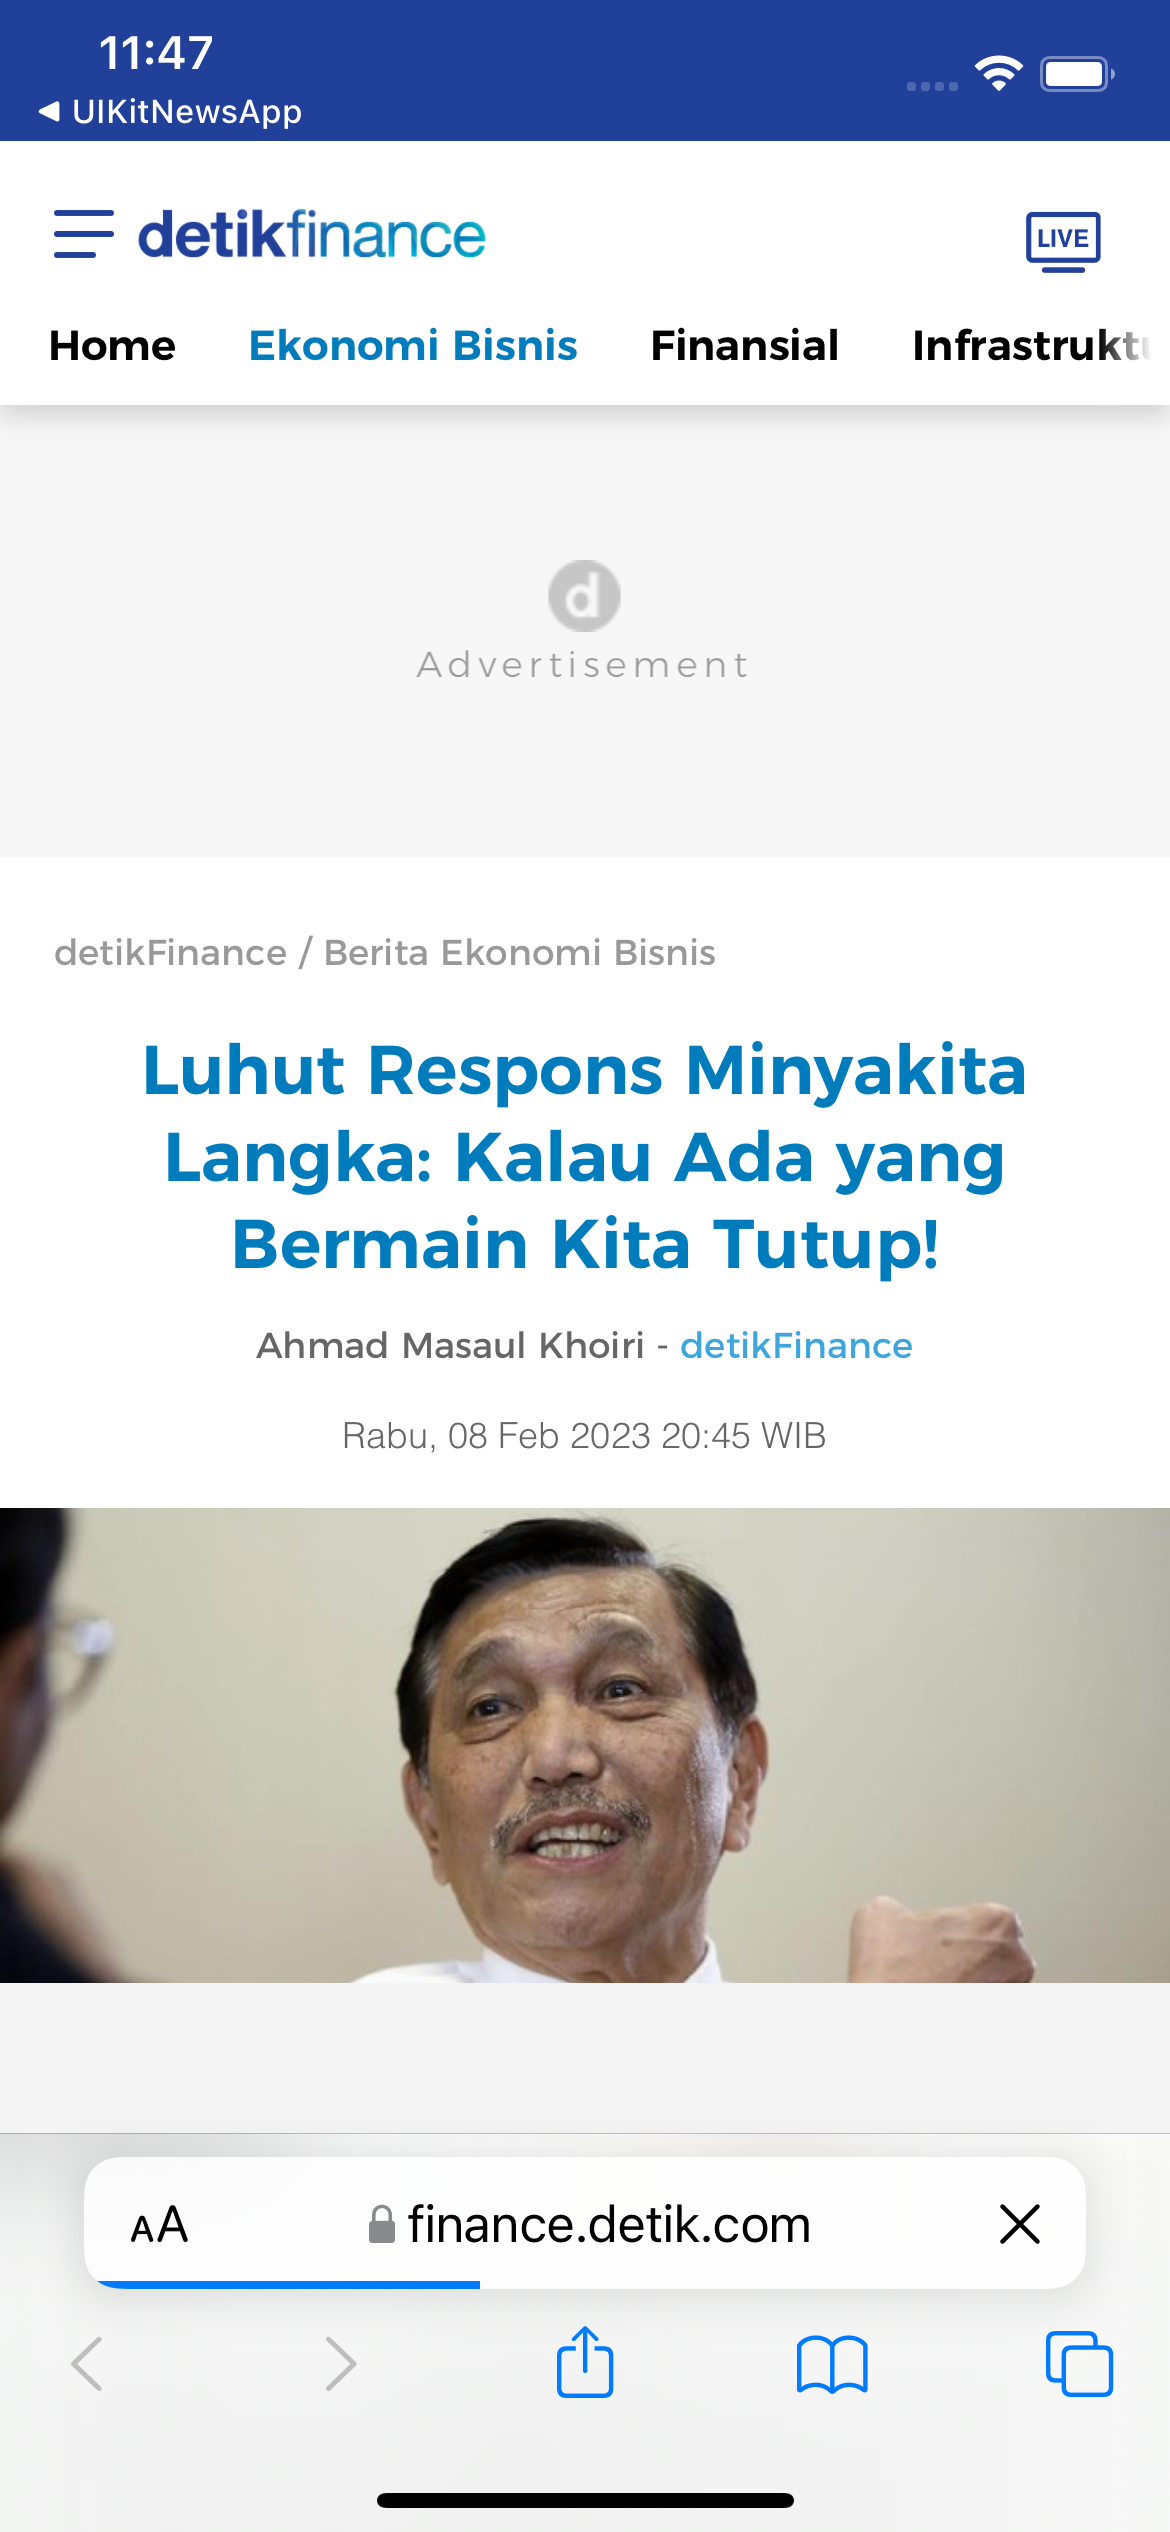 11:47
UIKitNewsApp
detikfinance
LIVE
Home Ekonomi Bisnis Finansial Infrastrukt
d
Advertisement
detikFinance / Berita Ekonomi Bisnis
Luhut Respons Minyakita
Langka: Kalau Ada yang
Bermain Kita Tutup!
Ahmad Masaul Khoiri - detikFinance
Rabu, 08 Feb 2023 20:45 WIB
AA finance.detik.com